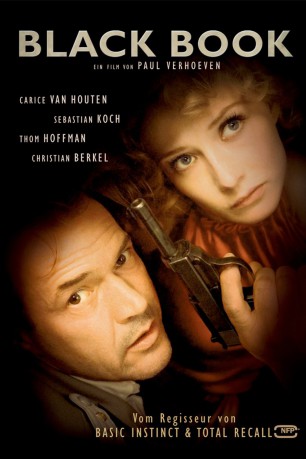 BLACK BOOK
EIN FILM VON PAUL VERHOEVEN
CARICE VAN HOUTEN
SEBASTIAN KOCH
THOM HOFFMAN
CHRISTIAN BERKEL
Vom Regisseur von
BASIC INSTINCT & TOTAL RECALL
NFP